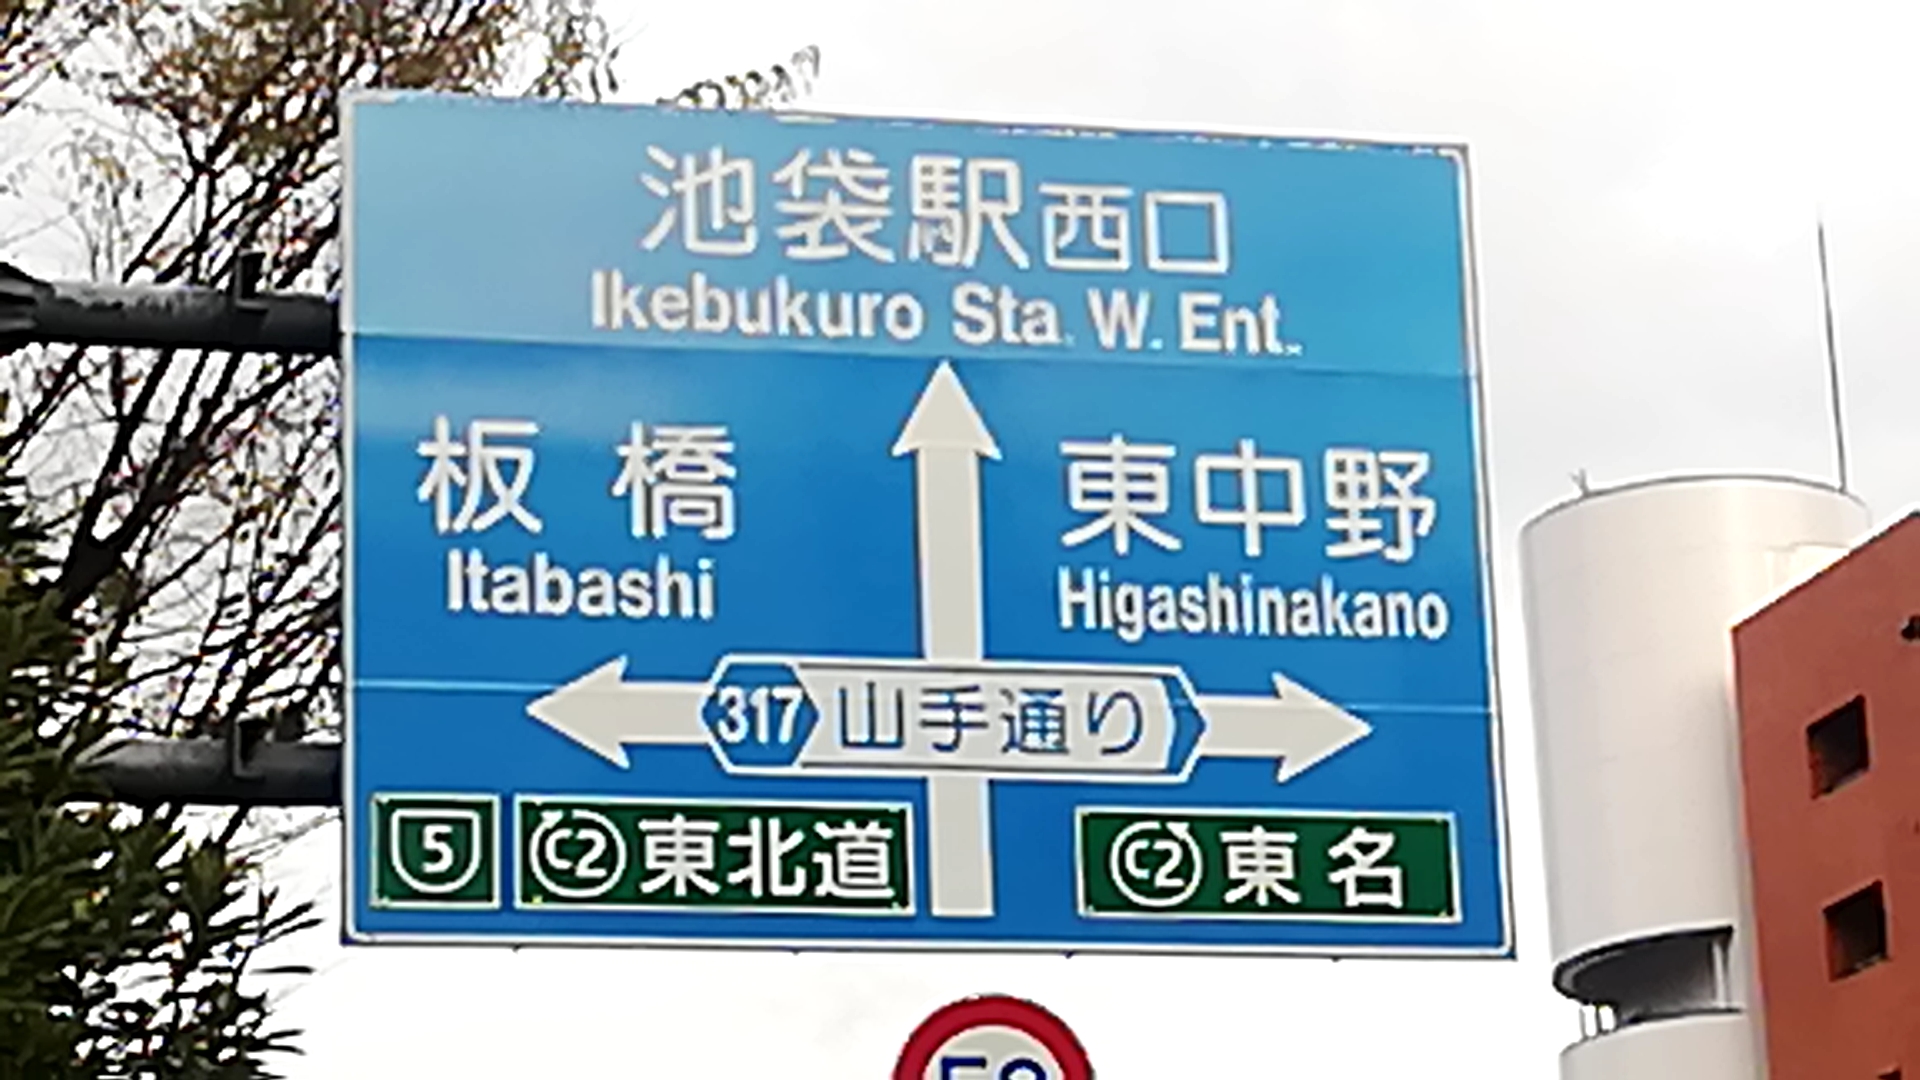 池袋駅西口
Ikebukuro Sta. W. Ent.
板橋
Itabashi
東中野
Higashinakano
317 山手通り
5
C2 東北道
C2 東名